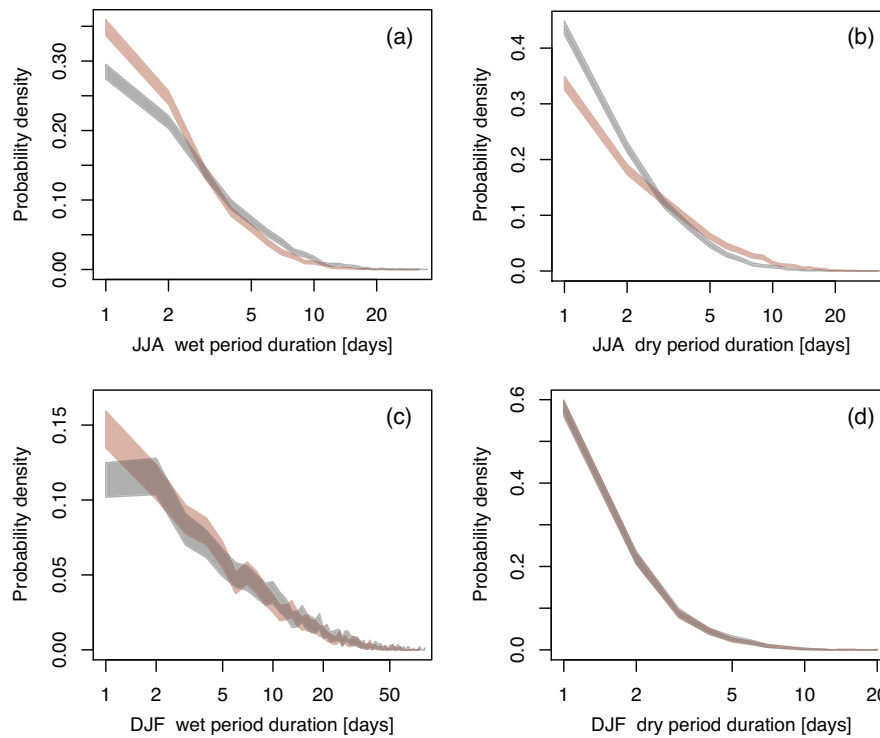 (a)
Probability density
0.00 0.10 0.20 0.30
1 2 5 10 20
JJA wet period duration [days]
(b)
Probability density
0.0 0.1 0.2 0.3 0.4
1 2 5 10 20
JJA dry period duration [days]
(c)
Probability density
0.00 0.05 0.10 0.15
1 2 5 10 20 50
DJF wet period duration [days]
(d)
Probability density
0.0 0.2 0.4 0.6
1 2 5 10 20
DJF dry period duration [days]